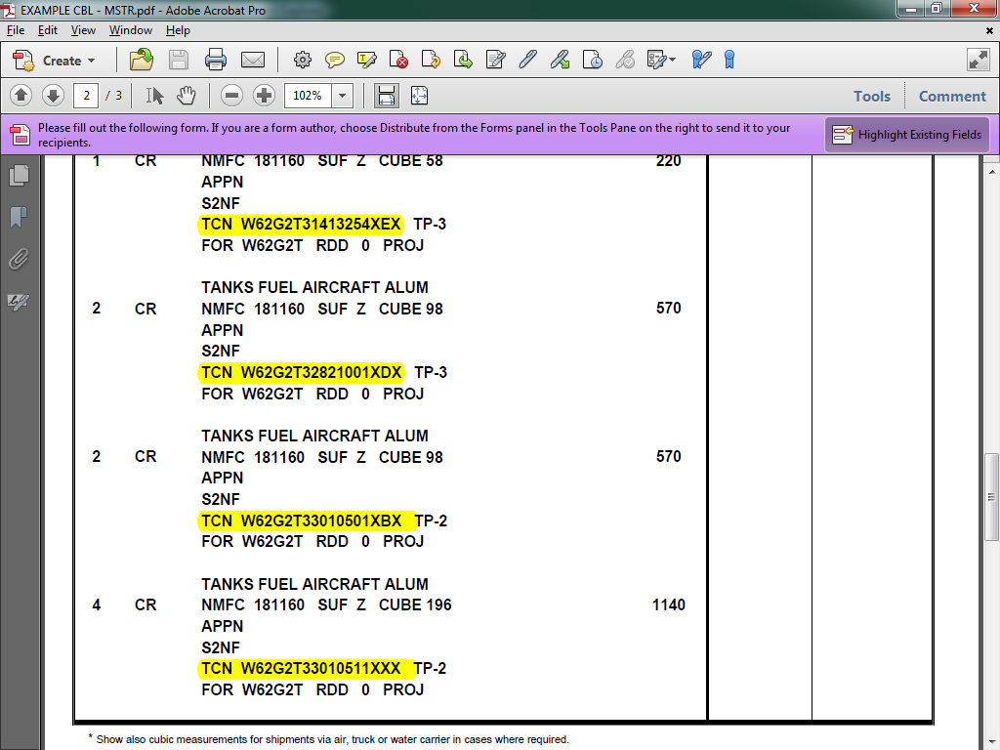 EXAMPLE CBL - MSTR.pdf - Adobe Acrobat Pro
File Edit View Window Help
Create
2 / 3 102% Tools Comment
Please fill out the following form. If you are a form author, choose Distribute from the Forms panel in the Tools Pane on the right to send it to your
recipients.
Highlight Existing Fields
1 CR NMFC 181160 SUF Z CUBE 58 220
APPN
S2NF
TCN W62G2T31413254XEX TP-3
FOR W62G2T RDD 0 PROJ
TANKS FUEL AIRCRAFT ALUM
2 CR NMFC 181160 SUF Z CUBE 98 570
APPN
S2NF
TCN W62G2T32821001XDX TP-3
FOR W62G2T RDD 0 PROJ
TANKS FUEL AIRCRAFT ALUM
2 CR NMFC 181160 SUF Z CUBE 98 570
APPN
S2NF
TCN W62G2T33010501XBX TP-2
FOR W62G2T RDD 0 PROJ
TANKS FUEL AIRCRAFT ALUM
4 CR NMFC 181160 SUF Z CUBE 196 1140
APPN
S2NF
TCN W62G2T33010511XXX TP-2
FOR W62G2T RDD 0 PROJ
* Show also cubic measurements for shipments via air, truck or water carrier in cases where required.